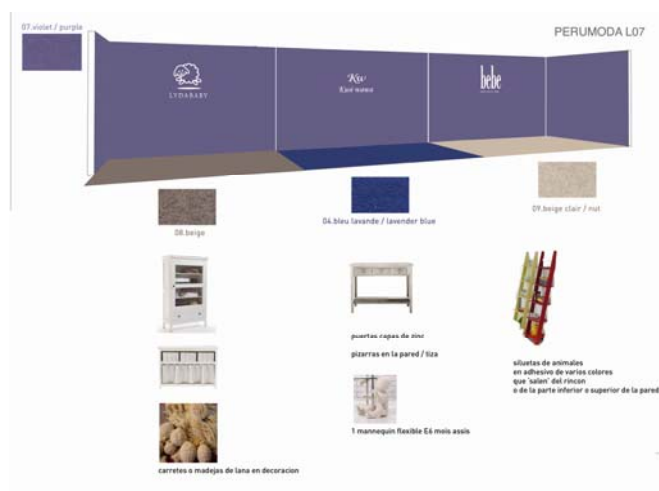 07.violet / purple
PERUMODA L07
LYDABABY
Ku
bebe
08.beige
04.bleu lavande / lavender blue
09.beige clair / nut
puertas capas de zinc
pizarras en la pared / tiza
siluetas de animales
en adhesivo de varios colores
que 'salen' del rincon
o de la parte inferior o superior de la pared
1 mannequin flexible E6 mois assis
carretes o madejas de lana en decoracion